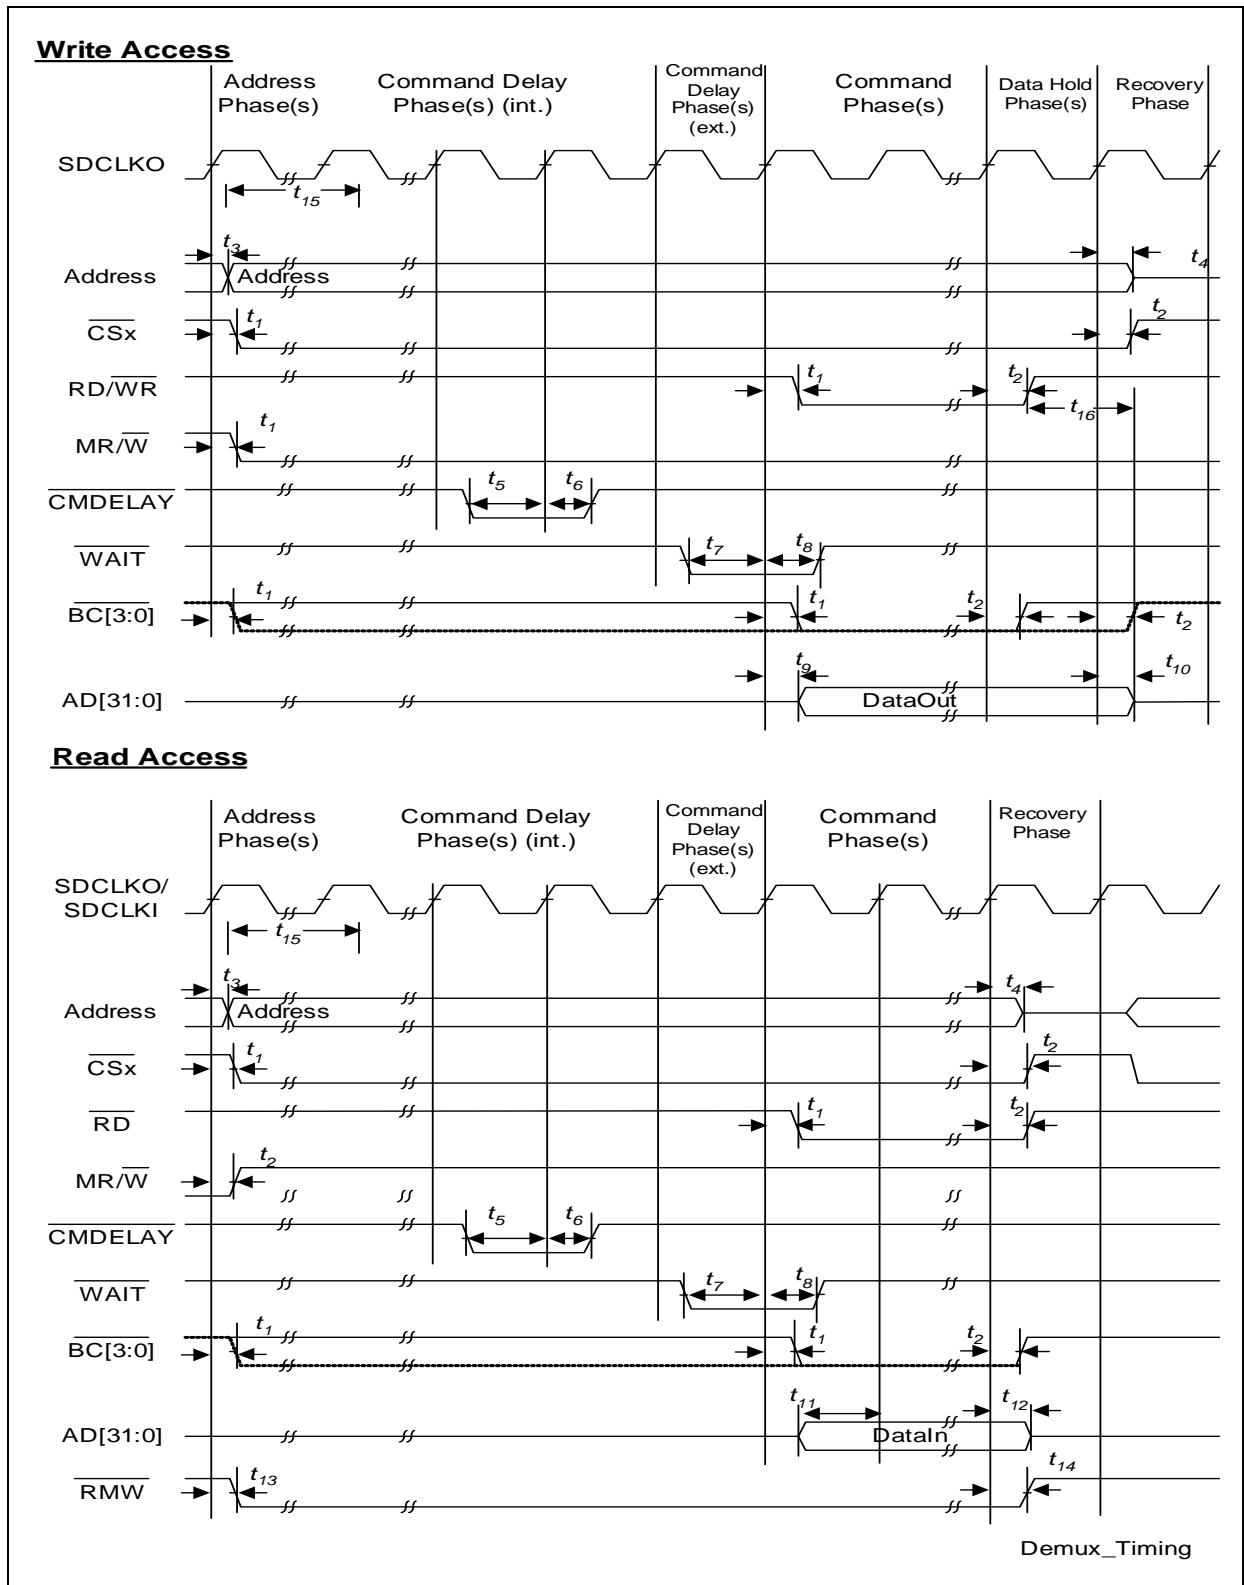 Write Access
Address Phase(s)
Command Delay Phase(s) (int.)
Command Delay Phase(s) (ext.)
Command Phase(s)
Data Hold Phase(s)
Recovery Phase
SDCLKO
t15
Address
t3
Address
t4
CSx
t1
t2
RD/WR
t1
t2
t16
MR/W
t1
CMDELAY
t5
t6
WAIT
t7
t8
BC[3:0]
t1
t1
t2
t2
AD[31:0]
t9
DataOut
t10
Read Access
Address Phase(s)
Command Delay Phase(s) (int.)
Command Delay Phase(s) (ext.)
Command Phase(s)
Recovery Phase
SDCLKO/
SDCLKI
t15
Address
t3
Address
t4
CSx
t1
t2
RD
t1
t2
MR/W
t2
CMDELAY
t5
t6
WAIT
t7
t8
BC[3:0]
t1
t1
t2
AD[31:0]
t11
DataIn
t12
RMW
t13
t14
Demux_Timing